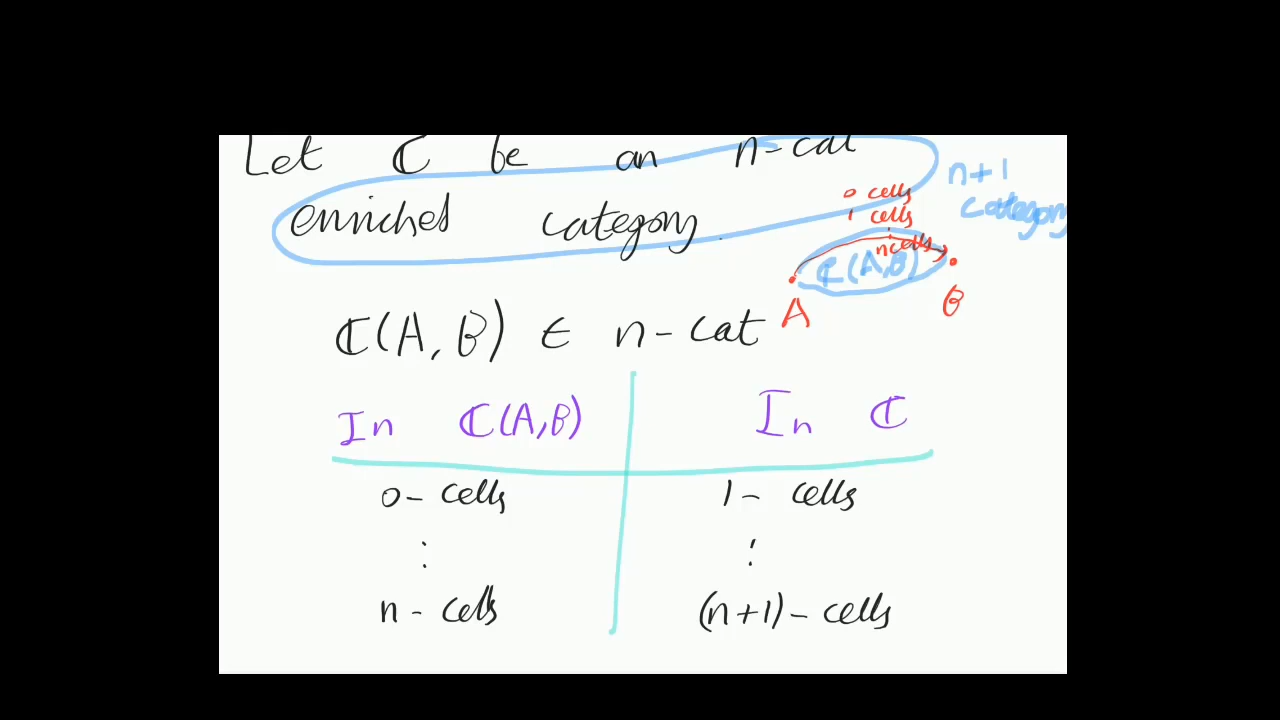 Let ℂ be an n-cat
enriched category.
n+1
category
0 cells
1 cells
⋮
n cells
ℂ(A,B)
A
B
ℂ(A,B) ∈ n-cat
In ℂ(A,B)
In ℂ
0- cells
1- cells
⋮
⋮
n- cells
(n+1)- cells